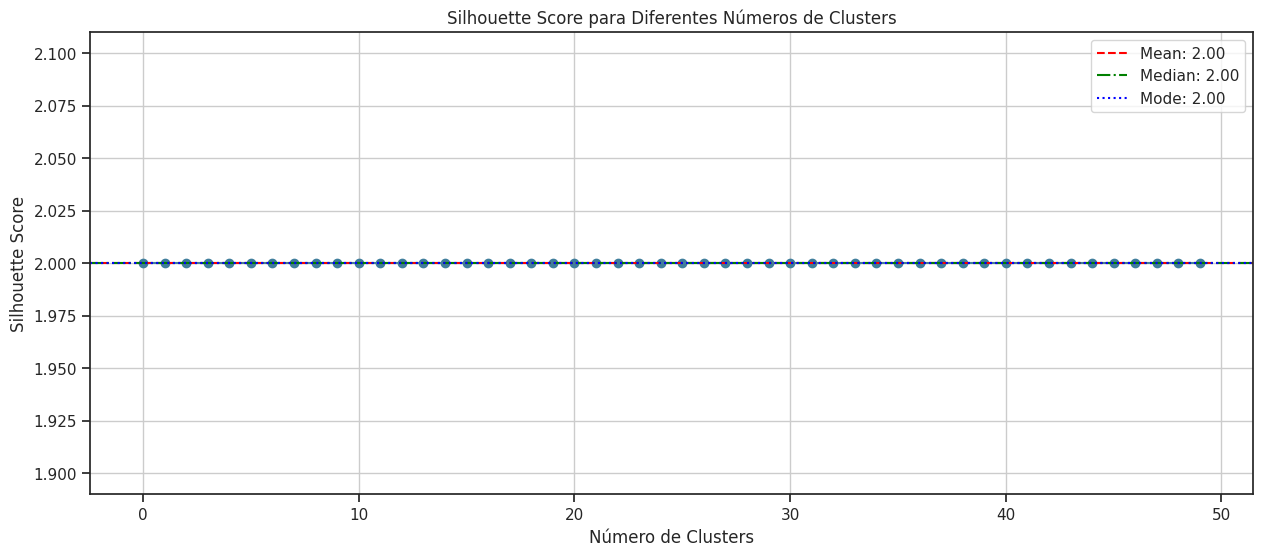 Silhouette Score para Diferentes Números de Clusters
Mean: 2.00
Median: 2.00
Mode: 2.00
Silhouette Score
2.100
2.075
2.050
2.025
2.000
1.975
1.950
1.925
1.900
0 10 20 30 40 50
Número de Clusters